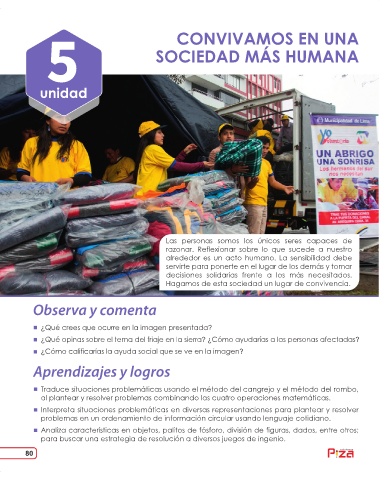 5
unidad
CONVIVAMOS EN UNA
SOCIEDAD MÁS HUMANA
Municipalidad de Lima
UN ABRIGO
UNA SONRISA
Las personas somos los únicos seres capaces de
razonar. Reflexionar sobre lo que sucede a nuestro
alrededor es un acto humano. La sensibilidad debe
servirte para ponerte en el lugar de los demás y tomar
decisiones solidarias frente a los más necesitados.
Hagamos de esta sociedad un lugar de convivencia.
Observa y comenta
¿Qué crees que ocurre en la imagen presentada?
¿Qué opinas sobre el tema del friaje en la sierra? ¿Cómo ayudarías a las personas afectadas?
¿Cómo calificarías la ayuda social que se ve en la imagen?
Aprendizajes y logros
Traduce situaciones problemáticas usando el método del cangrejo y el método del rombo,
al plantear y resolver problemas combinando las cuatro operaciones matemáticas.
Interpreta situaciones problemáticas en diversas representaciones para plantear y resolver
problemas en un ordenamiento de información circular usando lenguaje cotidiano.
Analiza características en objetos, palitos de fósforo, división de figuras, dados, entre otros;
para buscar una estrategia de resolución a diversos juegos de ingenio.
80